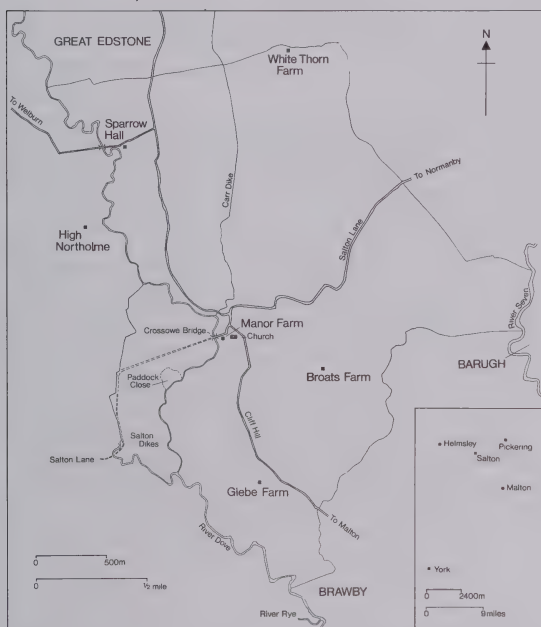 GREAT EDSTONE
White Thorn
Farm
N
To Welburn
Sparrow
Hall
Carr Dike
To Normanby
Salton Lane
High
Northolme
River Seven
Crossowe Bridge
Manor Farm
Church
Paddock
Close
Broats Farm
BARUGH
Cliff Hill
Salton
Dikes
Salton Lane
Glebe Farm
To Malton
River Dove
BRAWBY
River Rye
0 500m
0 ½ mile
Helmsley
Pickering
Salton
Malton
York
0 2400m
0 9miles